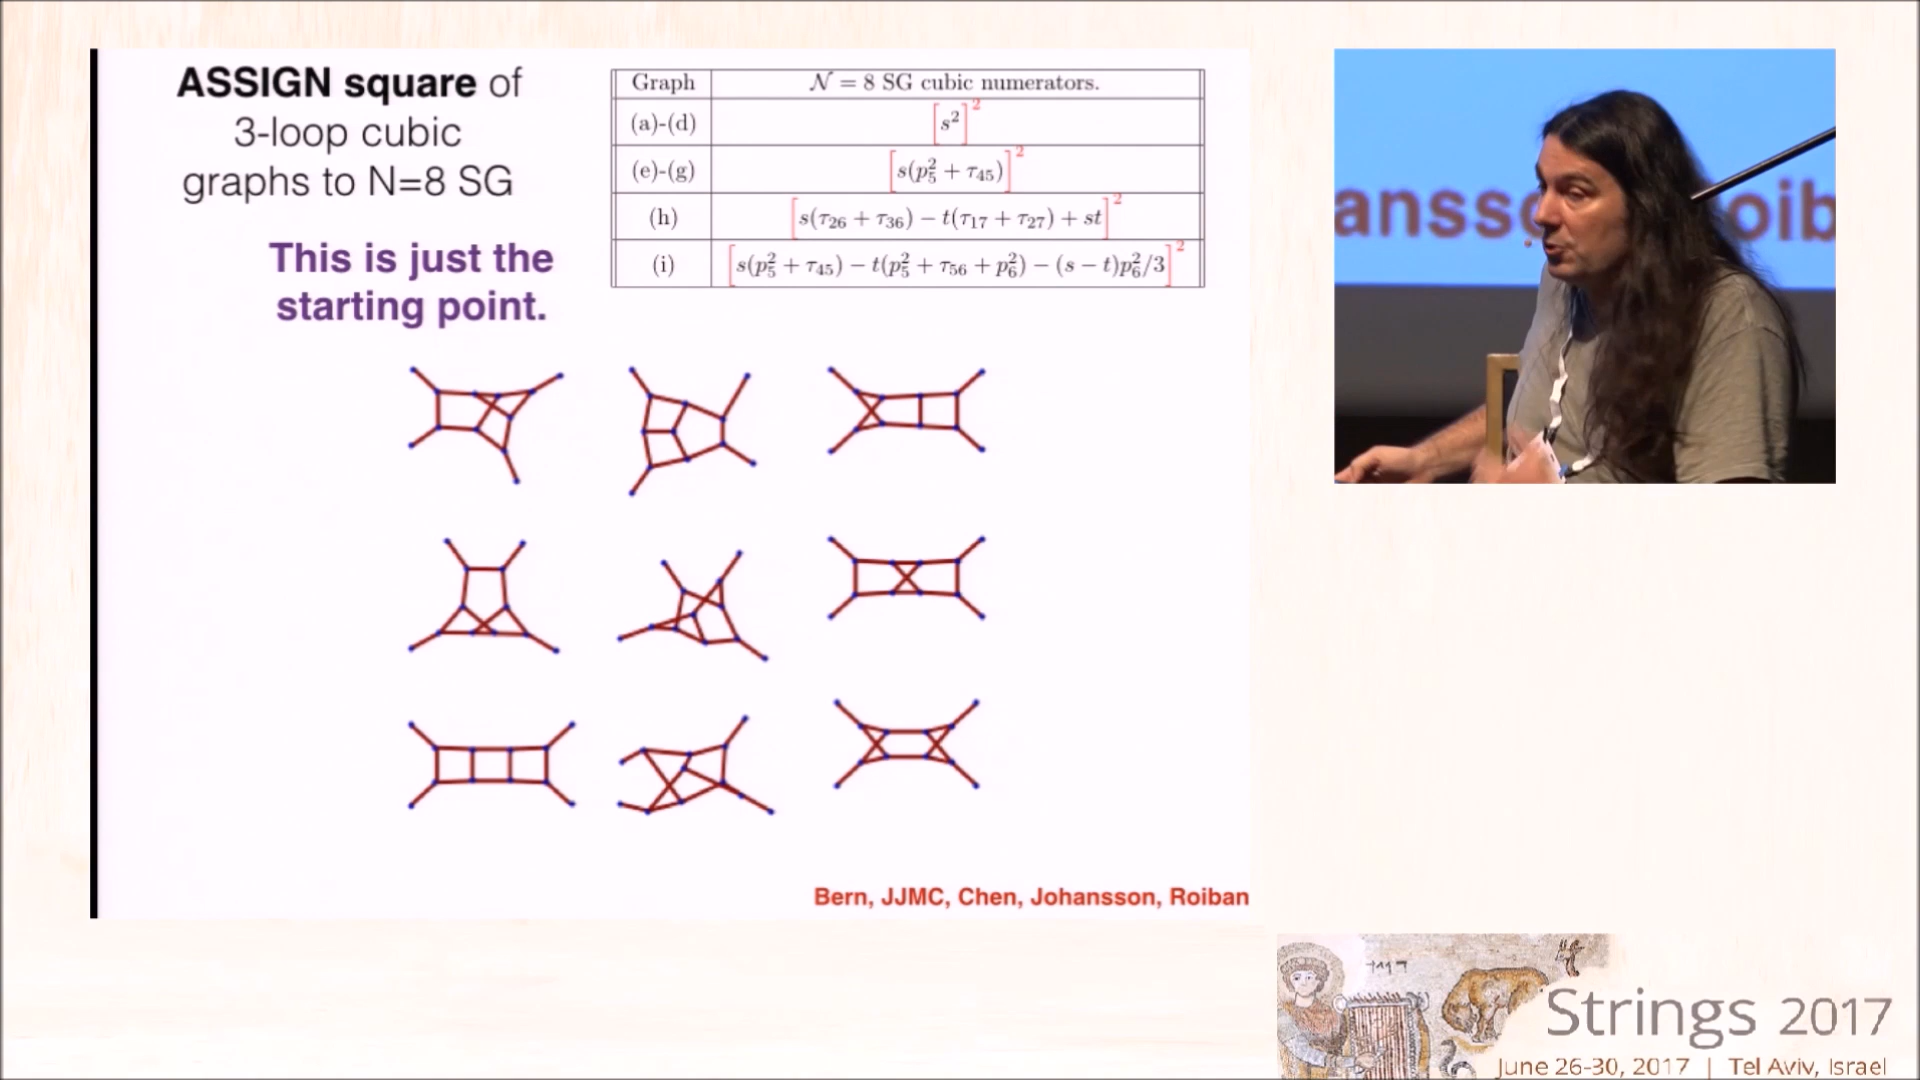 ASSIGN square of
3-loop cubic
graphs to N=8 SG
This is just the
starting point.
Graph 𝒩 = 8 SG cubic numerators.
(a)-(d) [s²]²
(e)-(g) [s(p₅² + τ₄₅)]²
(h) [s(τ₂₆ + τ₃₆) − t(τ₁₇ + τ₂₇) + st]²
(i) [s(p₅² + τ₄₅) − t(p₅² + τ₅₆ + p₆²) − (s − t)p₆²/3]²
Bern, JJMC, Chen, Johansson, Roiban
Strings 2017
June 26-30, 2017 | Tel Aviv, Israel